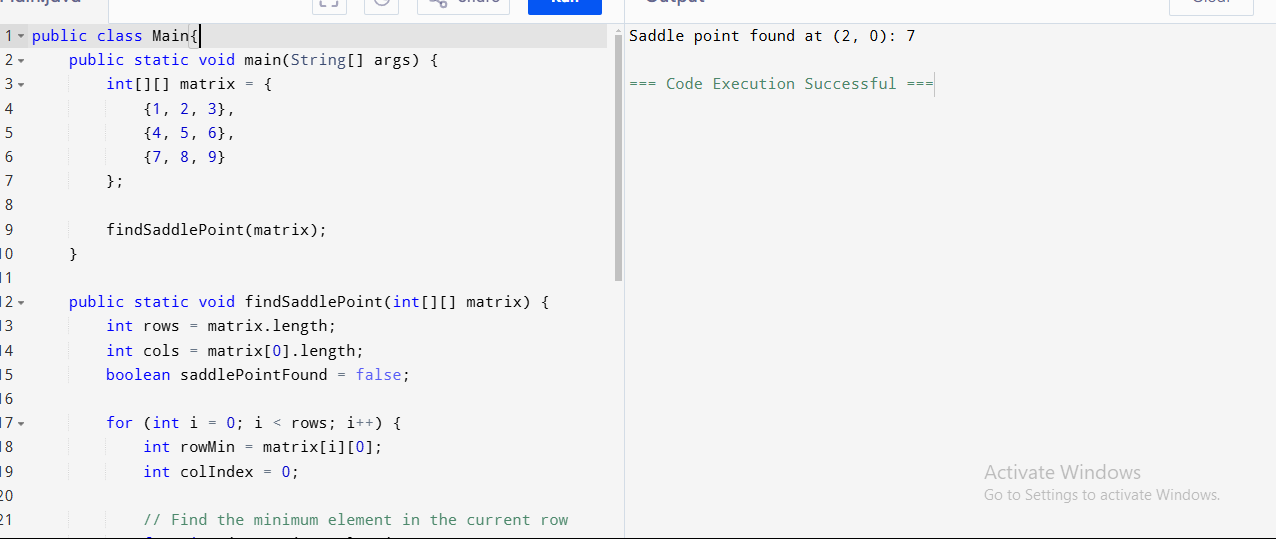 Main.java
Share
Run
Output
Clear
1 public class Main{
2 public static void main(String[] args) {
3 int[][] matrix = {
4 {1, 2, 3},
5 {4, 5, 6},
6 {7, 8, 9}
7 };
8
9 findSaddlePoint(matrix);
10 }
11
12 public static void findSaddlePoint(int[][] matrix) {
13 int rows = matrix.length;
14 int cols = matrix[0].length;
15 boolean saddlePointFound = false;
16
17 for (int i = 0; i < rows; i++) {
18 int rowMin = matrix[i][0];
19 int colIndex = 0;
20
21 // Find the minimum element in the current row
Saddle point found at (2, 0): 7
=== Code Execution Successful ===
Activate Windows
Go to Settings to activate Windows.